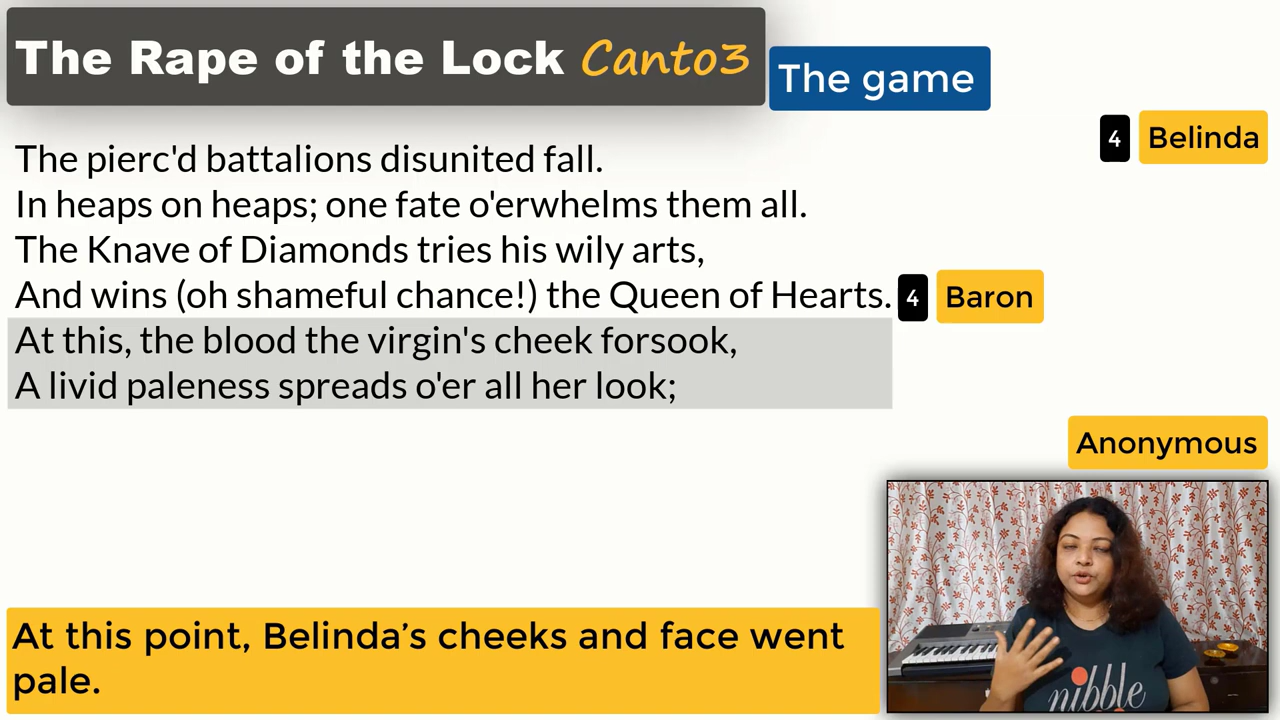 The Rape of the Lock Canto3
The game
4 Belinda
The pierc'd battalions disunited fall.
In heaps on heaps; one fate o'erwhelms them all.
The Knave of Diamonds tries his wily arts,
And wins (oh shameful chance!) the Queen of Hearts.
4 Baron
At this, the blood the virgin's cheek forsook,
A livid paleness spreads o'er all her look;
Anonymous
At this point, Belinda’s cheeks and face went
pale.
nibble